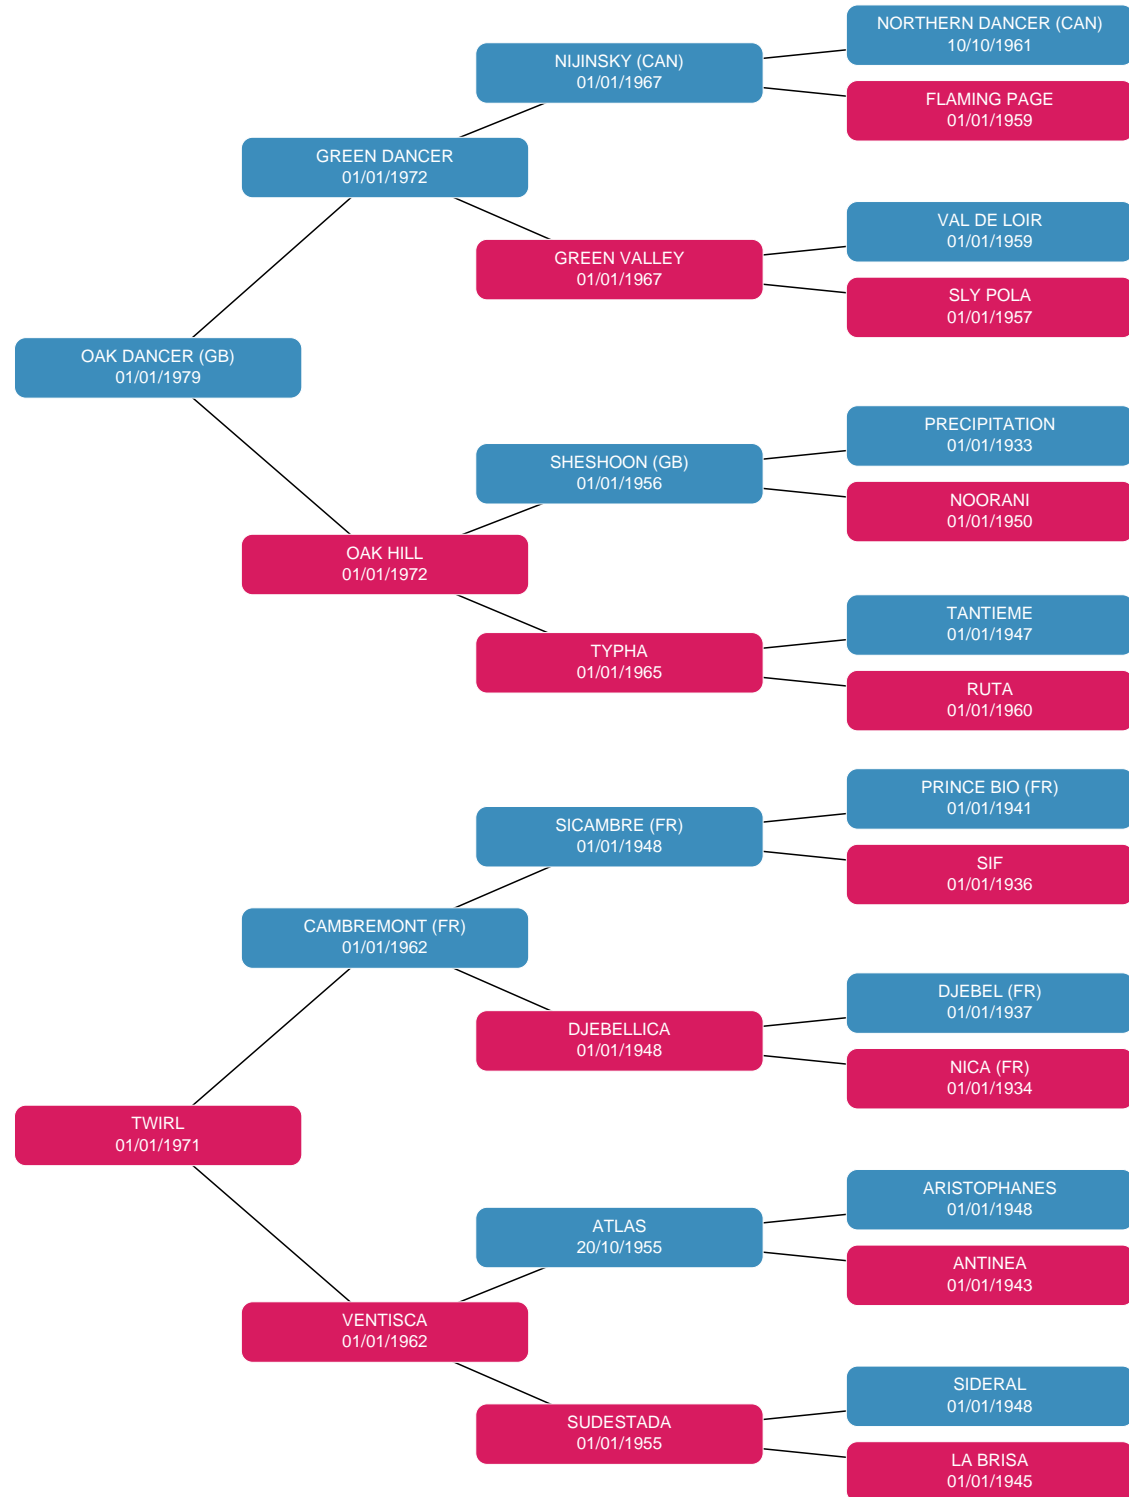 NORTHERN DANCER (CAN)
10/10/1961
NIJINSKY (CAN)
01/01/1967
FLAMING PAGE
01/01/1959
GREEN DANCER
01/01/1972
VAL DE LOIR
01/01/1959
GREEN VALLEY
01/01/1967
SLY POLA
01/01/1957
OAK DANCER (GB)
01/01/1979
PRECIPITATION
01/01/1933
SHESHOON (GB)
01/01/1956
NOORANI
01/01/1950
OAK HILL
01/01/1972
TANTIEME
01/01/1947
TYPHA
01/01/1965
RUTA
01/01/1960
PRINCE BIO (FR)
01/01/1941
SICAMBRE (FR)
01/01/1948
SIF
01/01/1936
CAMBREMONT (FR)
01/01/1962
DJEBEL (FR)
01/01/1937
DJEBELLICA
01/01/1948
NICA (FR)
01/01/1934
TWIRL
01/01/1971
ARISTOPHANES
01/01/1948
ATLAS
20/10/1955
ANTINEA
01/01/1943
VENTISCA
01/01/1962
SIDERAL
01/01/1948
SUDESTADA
01/01/1955
LA BRISA
01/01/1945